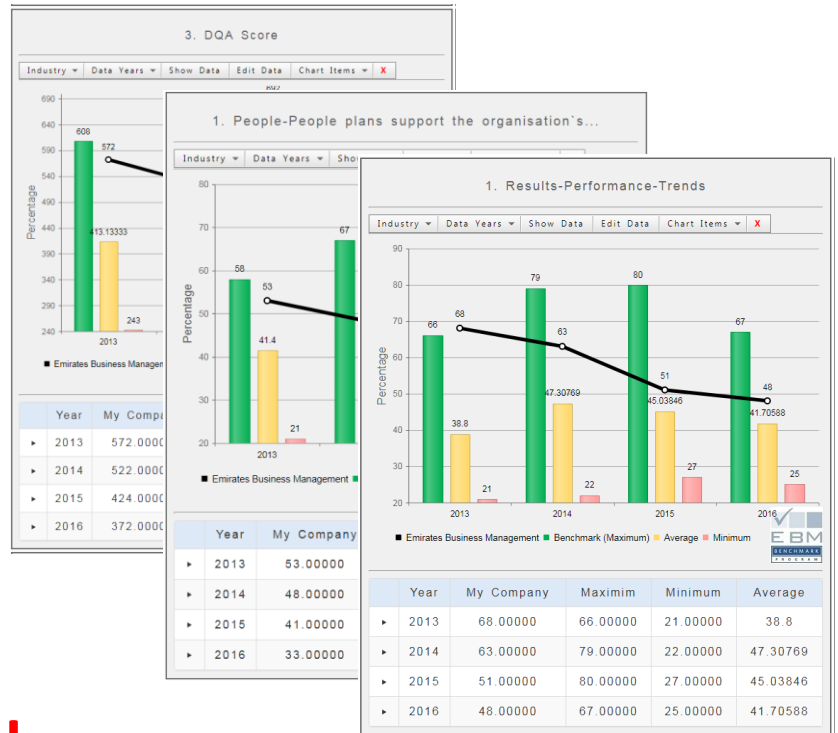 3. DQA Score
Industry Data Years Show Data Edit Data Chart Items X
690
640
590
540
490
440
390
340
290
240
Percentage
608
572
413.13333
243
2013
Emirates Business
Year My
2013 572.0000
2014 522.0000
2015 424.0000
2016 372.0000
1. People-People plans support the organisation`s...
Industry Data Years
80
70
60
50
40
30
20
Percentage
58
53
41.4
21
67
2013
Emirates Business Management
Year My Company
2013 53.00000
2014 48.00000
2015 41.00000
2016 33.00000
1. Results-Performance-Trends
Industry Data Years Show Data Edit Data Chart Items X
90
80
70
60
50
40
30
20
Percentage
66 68 38.8 21
79 63 47.30769 22
80 51 45.03846 27
67 48 41.70588 25
2013 2014 2015 2016
Emirates Business Management Benchmark (Maximum) Average Minimum
EBM
BENCHMARK
PROGRAM
Year My Company Maximim Minimum Average
2013 68.00000 66.00000 21.00000 38.8
2014 63.00000 79.00000 22.00000 47.30769
2015 51.00000 80.00000 27.00000 45.03846
2016 48.00000 67.00000 25.00000 41.70588